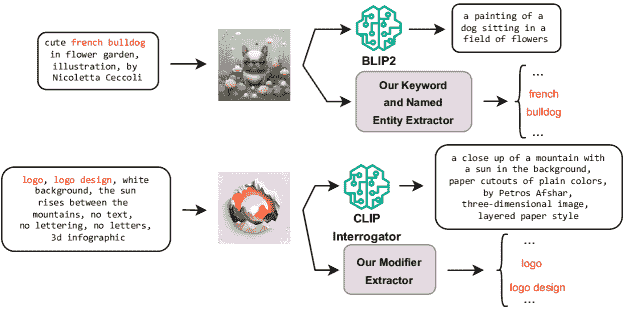 cute french bulldog
in flower garden,
illustration, by
Nicoletta Ceccoli
BLIP2
a painting of a
dog sitting in a
field of flowers
Our Keyword
and Named
Entity Extractor
...
french
bulldog
...
logo, logo design, white
background, the sun
rises between the
mountains, no text,
no lettering, no letters,
3d infographic
CLIP
Interrogator
a close up of a mountain with
a sun in the background,
paper cutouts of plain colors,
by Petros Afshar,
three-dimensional image,
layered paper style
Our Modifier
Extractor
...
logo
logo design
...